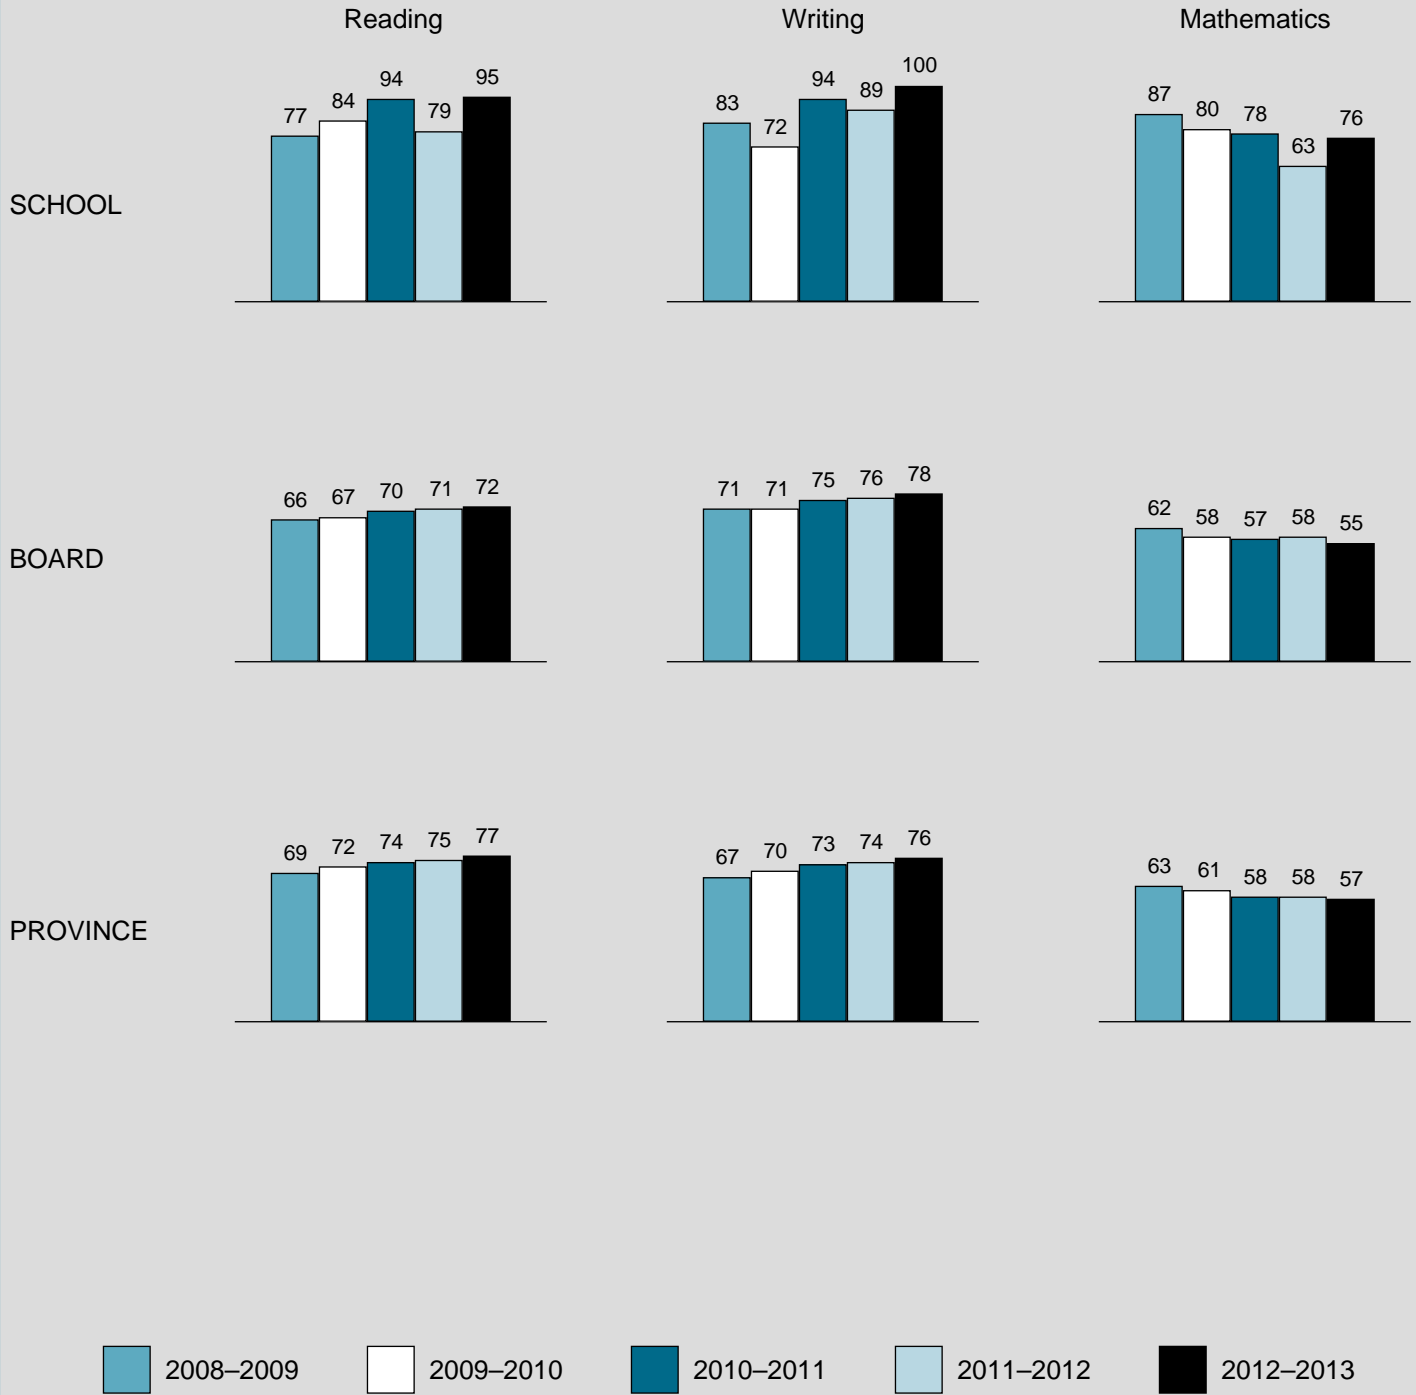 Reading Writing Mathematics
SCHOOL
77 84 94 79 95
83 72 94 89 100
87 80 78 63 76
BOARD
66 67 70 71 72
71 71 75 76 78
62 58 57 58 55
PROVINCE
69 72 74 75 77
67 70 73 74 76
63 61 58 58 57
2008–2009 2009–2010 2010–2011 2011–2012 2012–2013